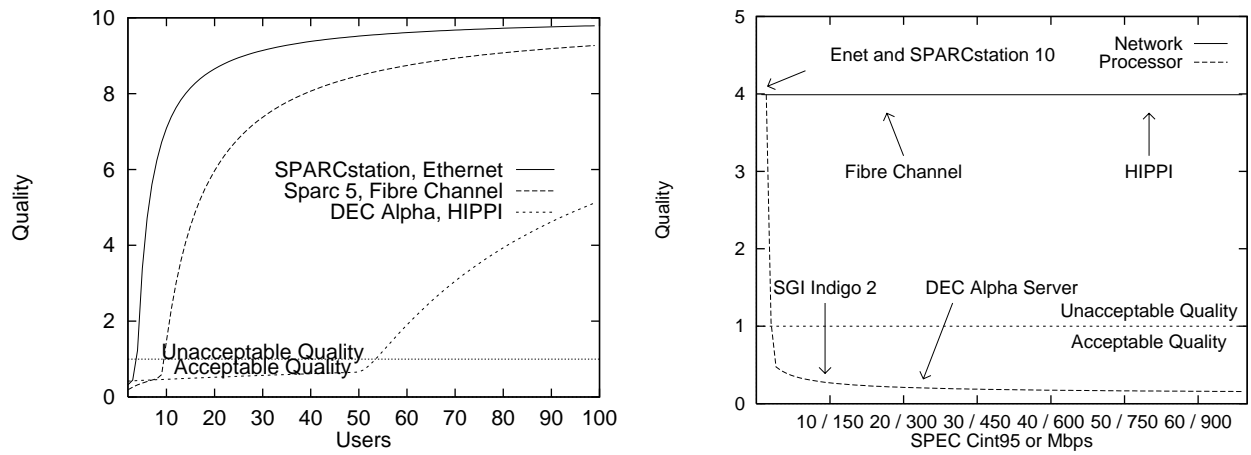 10
8
6
4
2
0
Quality
SPARCstation, Ethernet
Sparc 5, Fibre Channel
DEC Alpha, HIPPI
Unacceptable Quality
Acceptable Quality
10 20 30 40 50 60 70 80 90 100
Users
5
4
3
2
1
0
Quality
Network
Processor
Enet and SPARCstation 10
Fibre Channel
HIPPI
SGI Indigo 2
DEC Alpha Server
Unacceptable Quality
Acceptable Quality
10 / 150 20 / 300 30 / 450 40 / 600 50 / 750 60 / 900
SPEC Cint95 or Mbps